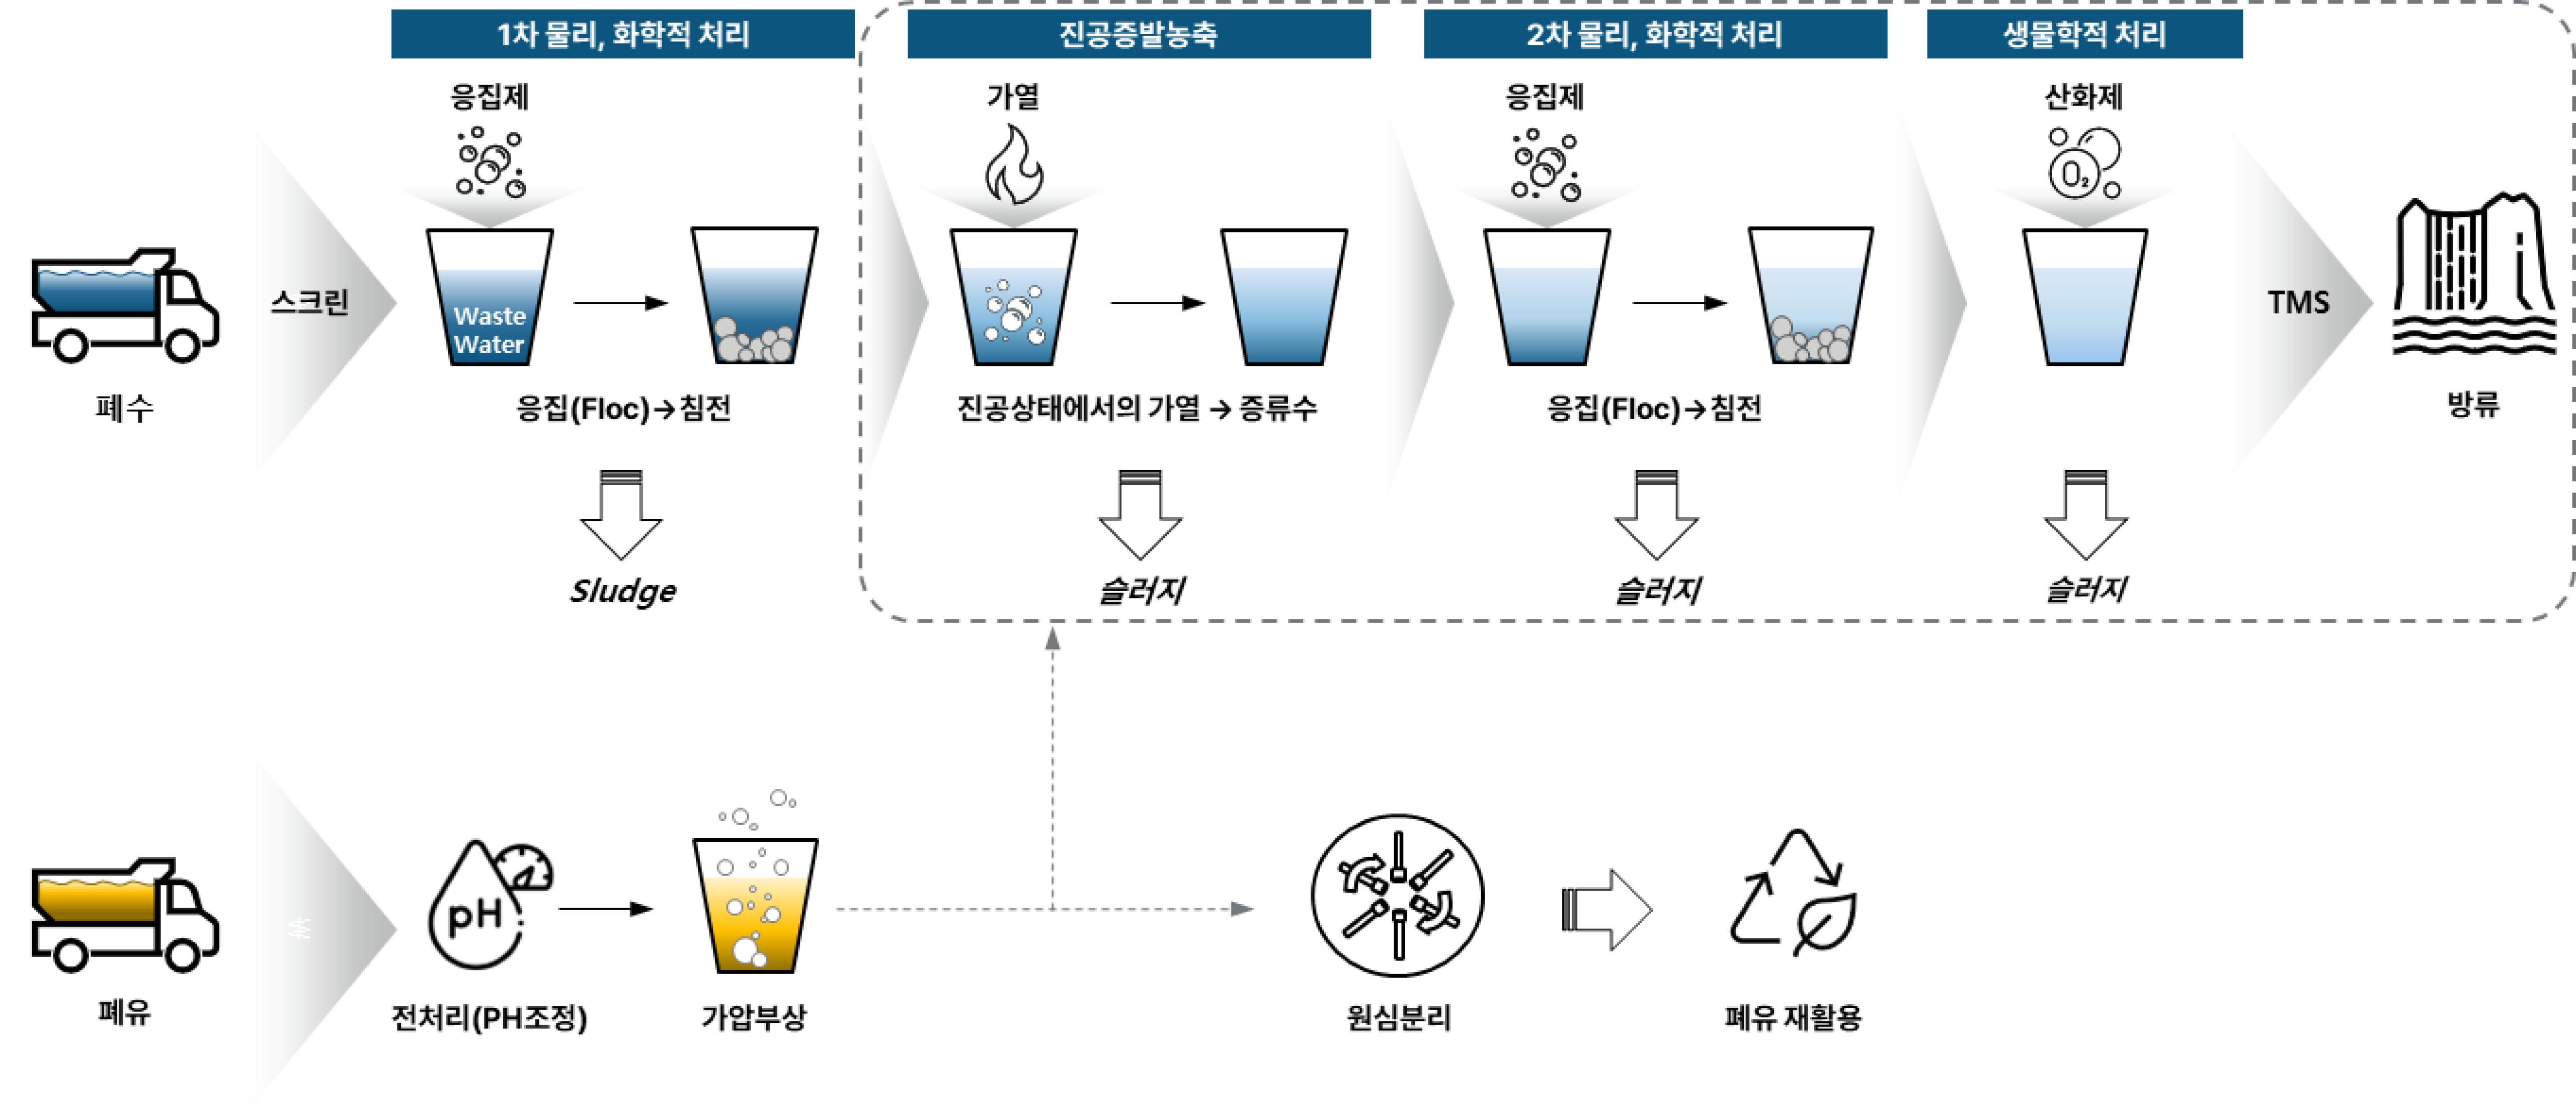 1차 물리, 화학적 처리
진공증발농축
2차 물리, 화학적 처리
생물학적 처리
응집제
가열
응집제
산화제
O₂
스크린
Waste
Water
TMS
폐수
응집(Floc)→침전
진공상태에서의 가열 → 증류수
응집(Floc)→침전
방류
Sludge
슬러지
슬러지
슬러지
pH
폐유
전처리(PH조정)
가압부상
원심분리
폐유 재활용